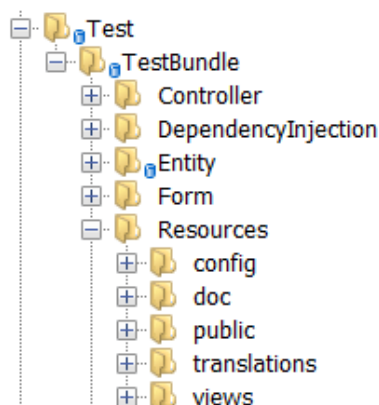 Test
TestBundle
Controller
DependencyInjection
Entity
Form
Resources
config
doc
public
translations
views